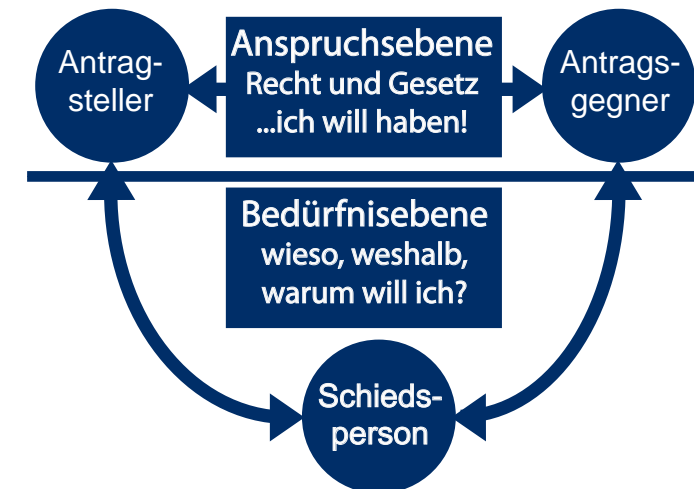 Antrag-
steller
Anspruchsebene
Recht und Gesetz
...ich will haben!
Antrags-
gegner
Bedürfnisebene
wieso, weshalb,
warum will ich?
Schieds-
person